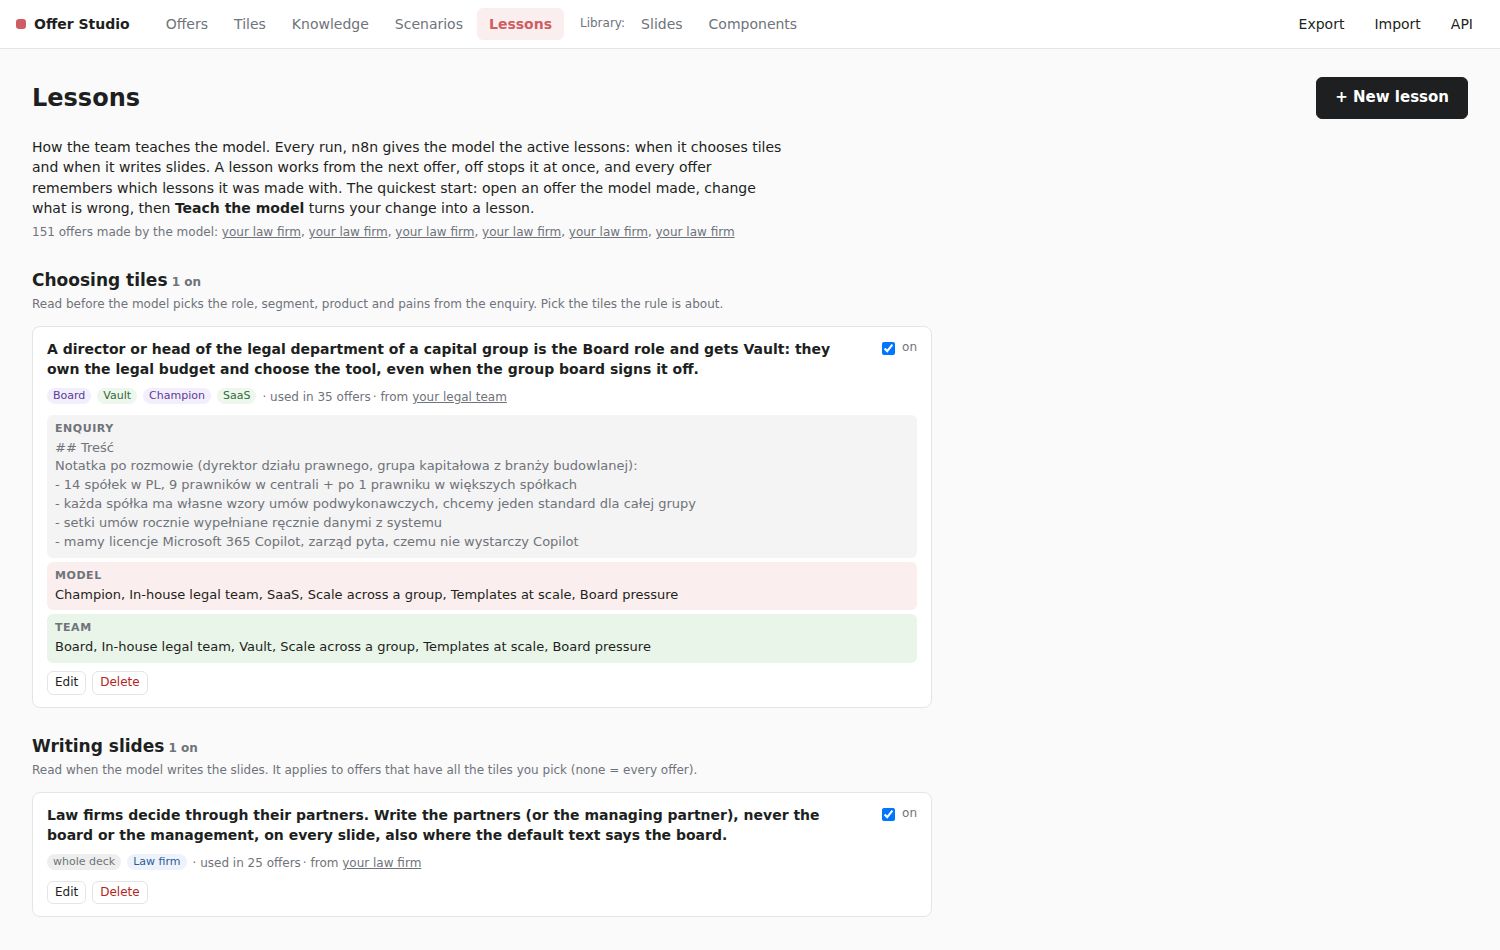 Offer Studio Offers Tiles Knowledge Scenarios Lessons Library: Slides Components Export Import API
Lessons
+ New lesson
How the team teaches the model. Every run, n8n gives the model the active lessons: when it chooses tiles
and when it writes slides. A lesson works from the next offer, off stops it at once, and every offer
remembers which lessons it was made with. The quickest start: open an offer the model made, change
what is wrong, then Teach the model turns your change into a lesson.
151 offers made by the model: your law firm, your law firm, your law firm, your law firm, your law firm, your law firm
Choosing tiles 1 on
Read before the model picks the role, segment, product and pains from the enquiry. Pick the tiles the rule is about.
A director or head of the legal department of a capital group is the Board role and gets Vault: they
own the legal budget and choose the tool, even when the group board signs it off.
on
Board Vault Champion SaaS · used in 35 offers · from your legal team
ENQUIRY
## Treść
Notatka po rozmowie (dyrektor działu prawnego, grupa kapitałowa z branży budowlanej):
- 14 spółek w PL, 9 prawników w centrali + po 1 prawniku w większych spółkach
- każda spółka ma własne wzory umów podwykonawczych, chcemy jeden standard dla całej grupy
- setki umów rocznie wypełniane ręcznie danymi z systemu
- mamy licencje Microsoft 365 Copilot, zarząd pyta, czemu nie wystarczy Copilot
MODEL
Champion, In-house legal team, SaaS, Scale across a group, Templates at scale, Board pressure
TEAM
Board, In-house legal team, Vault, Scale across a group, Templates at scale, Board pressure
Edit Delete
Writing slides 1 on
Read when the model writes the slides. It applies to offers that have all the tiles you pick (none = every offer).
Law firms decide through their partners. Write the partners (or the managing partner), never the
board or the management, on every slide, also where the default text says the board.
on
whole deck Law firm · used in 25 offers · from your law firm
Edit Delete